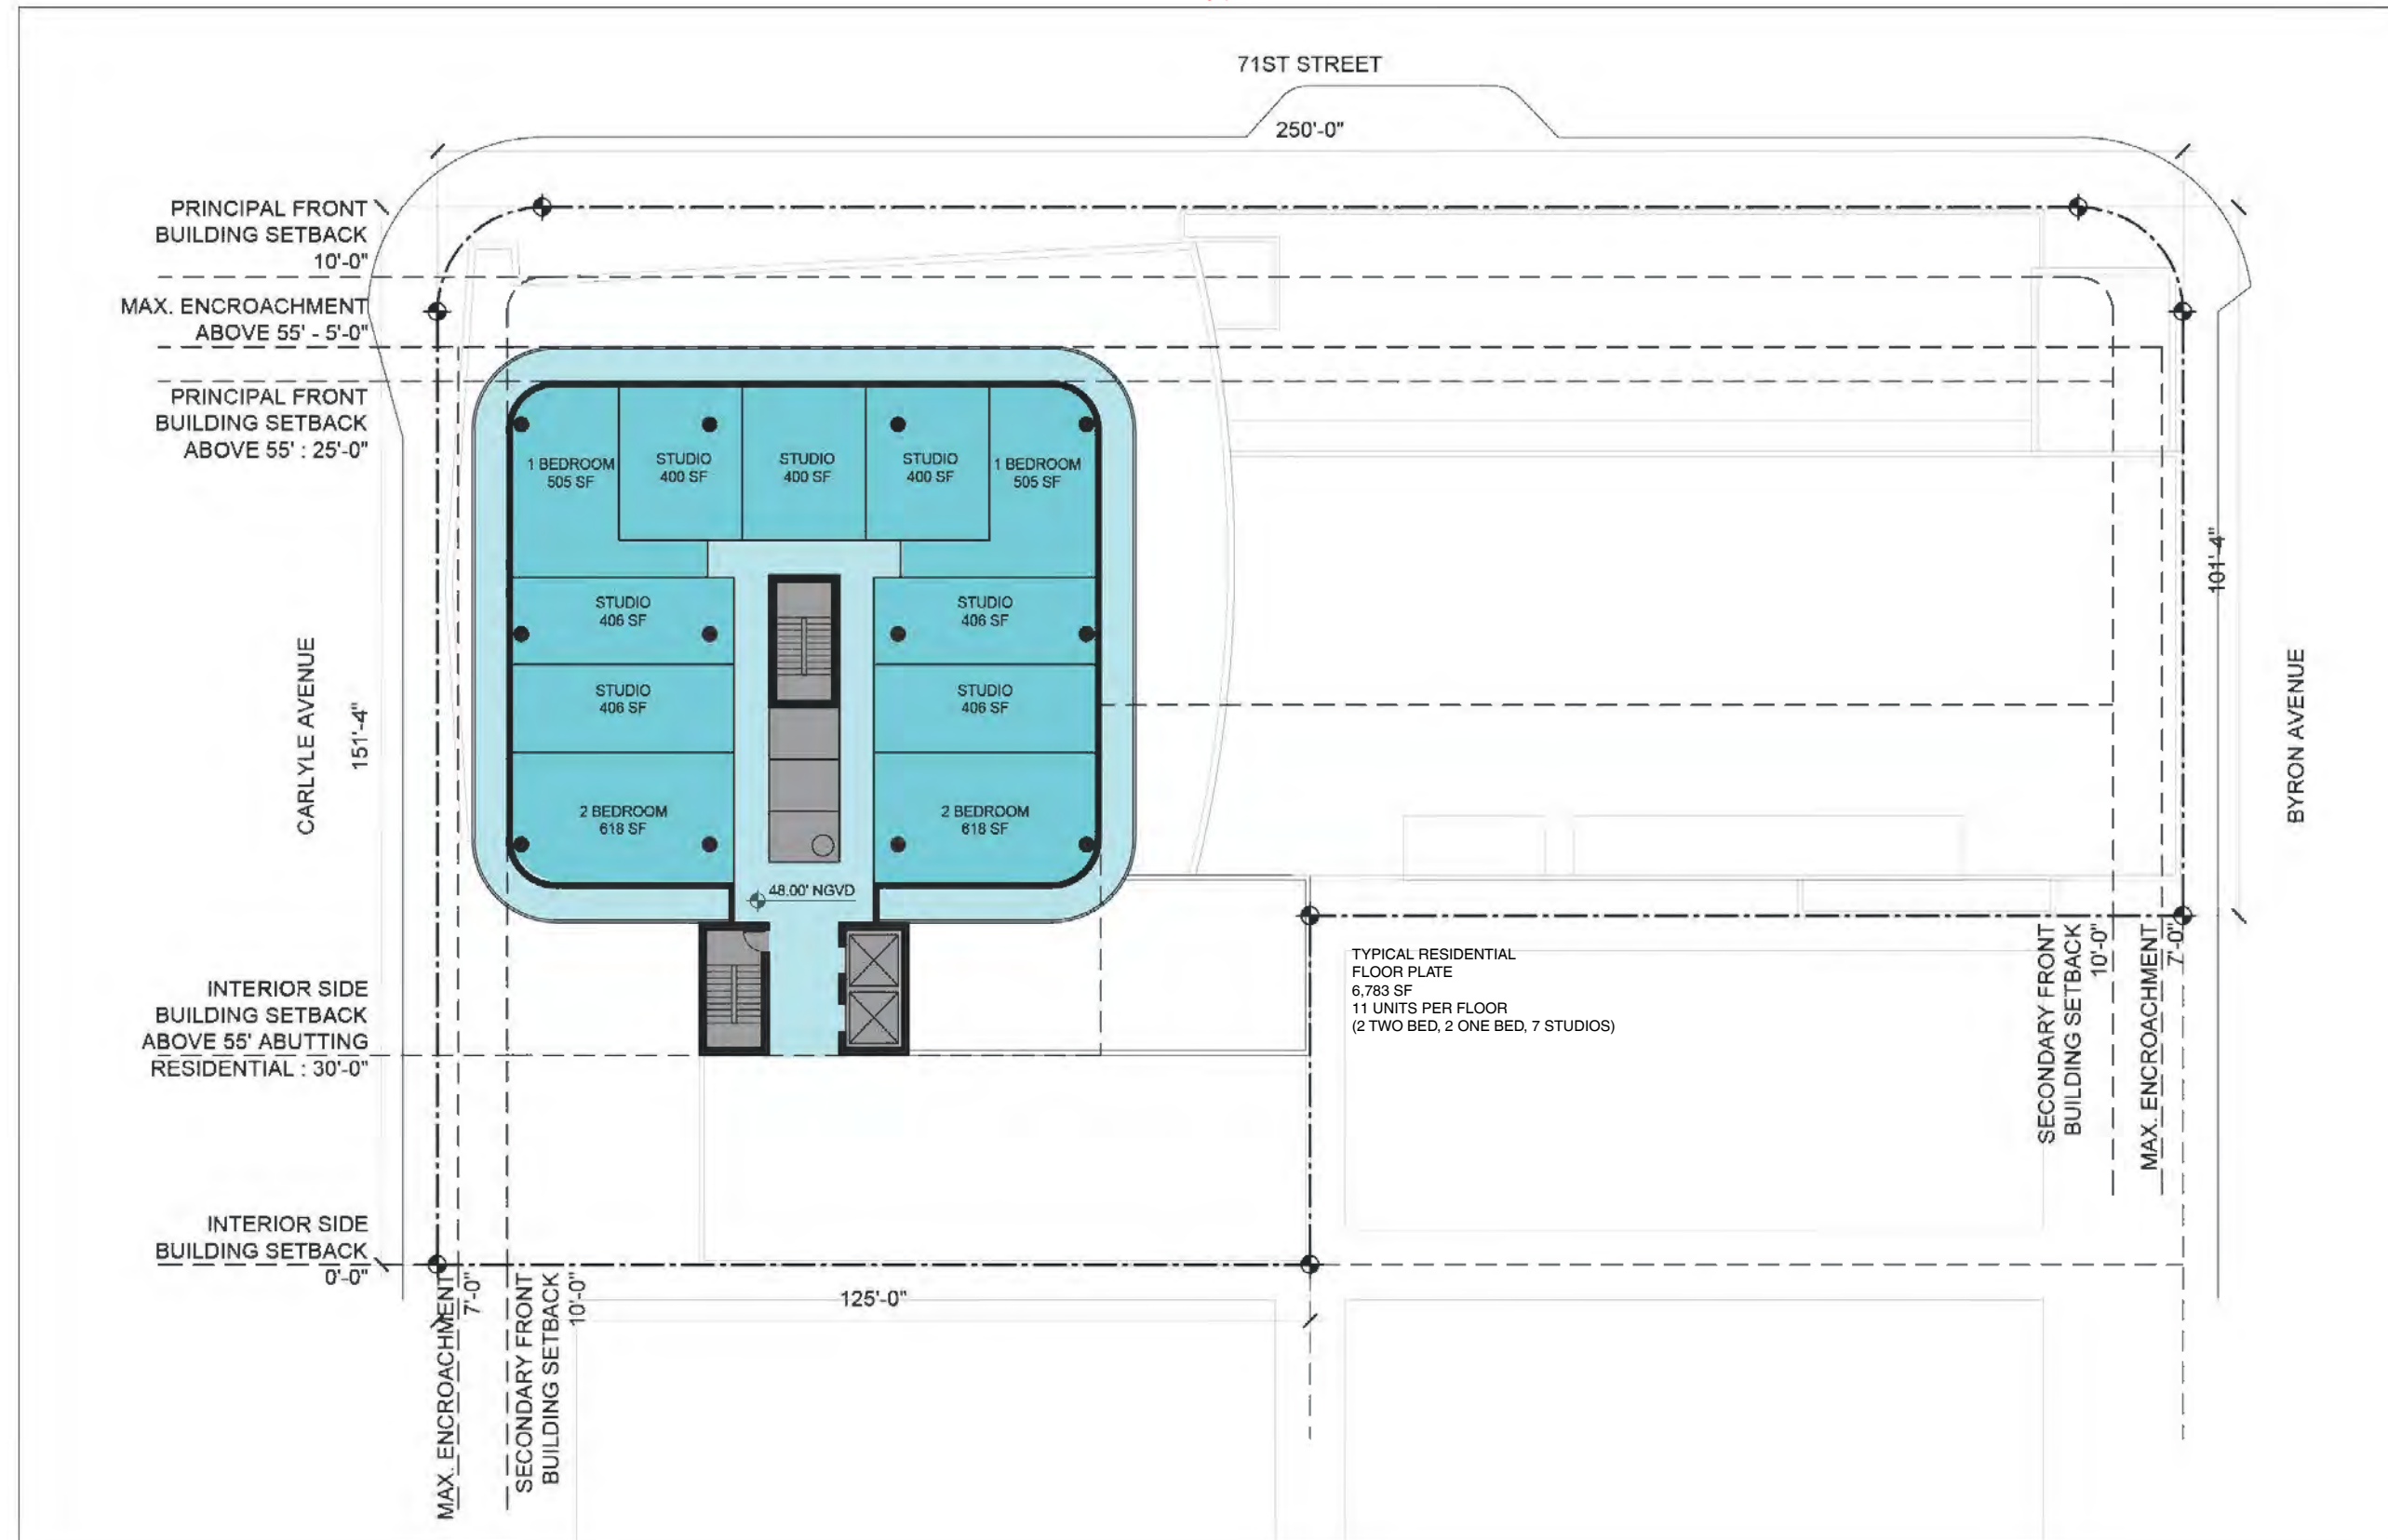 71ST STREET
250'-0"
PRINCIPAL FRONT
BUILDING SETBACK
10'-0"
MAX. ENCROACHMENT
ABOVE 55' - 5'-0"
PRINCIPAL FRONT
BUILDING SETBACK
ABOVE 55' : 25'-0"
1 BEDROOM
505 SF
STUDIO
400 SF
STUDIO
400 SF
STUDIO
400 SF
1 BEDROOM
505 SF
STUDIO
406 SF
STUDIO
406 SF
STUDIO
406 SF
STUDIO
406 SF
2 BEDROOM
618 SF
2 BEDROOM
618 SF
48.00' NGVD
CARLYLE AVENUE
151'-4"
101'-4"
BYRON AVENUE
TYPICAL RESIDENTIAL
FLOOR PLATE
6,783 SF
11 UNITS PER FLOOR
(2 TWO BED, 2 ONE BED, 7 STUDIOS)
INTERIOR SIDE
BUILDING SETBACK
ABOVE 55' ABUTTING
RESIDENTIAL : 30'-0"
SECONDARY FRONT
BUILDING SETBACK
10'-0"
MAX. ENCROACHMENT
7'-0"
INTERIOR SIDE
BUILDING SETBACK
0'-0"
MAX. ENCROACHMENT
7'-0"
SECONDARY FRONT
BUILDING SETBACK
10'-0"
125'-0"